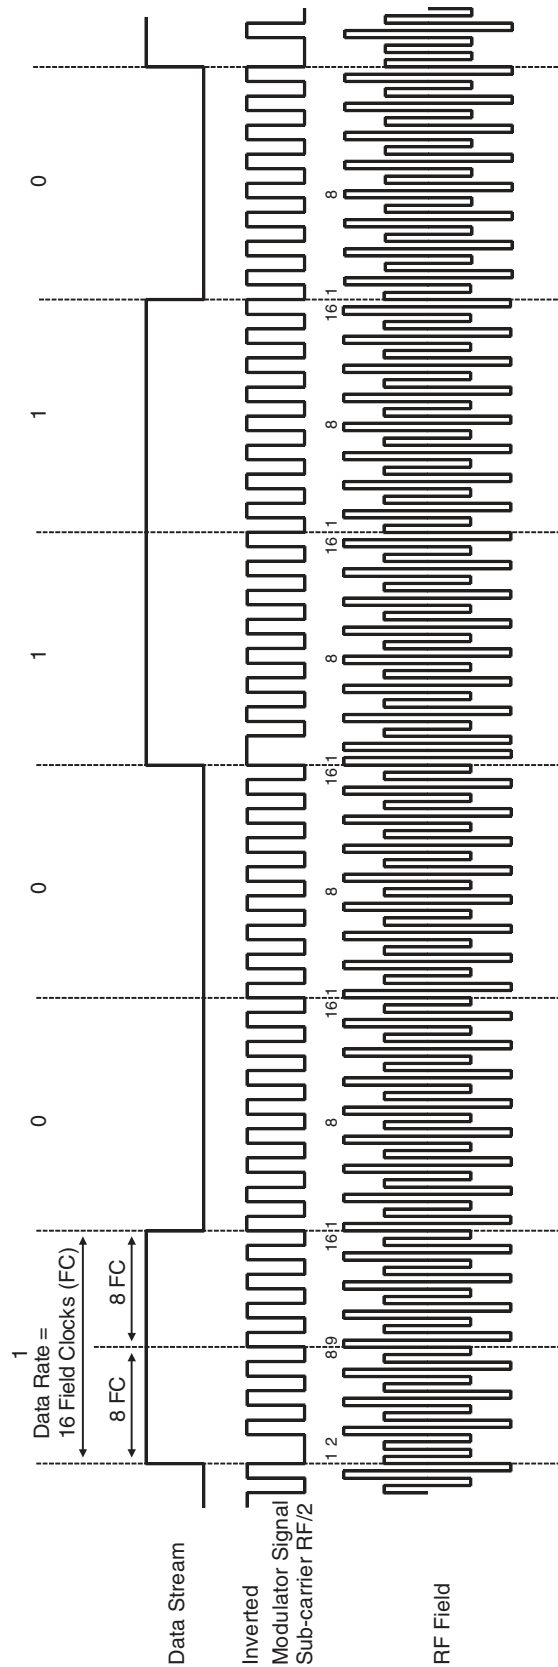 1 0 0 1 1 0
Data Rate =
16 Field Clocks (FC)
8 FC 8 FC
Data Stream
Inverted
Modulator Signal
Sub-carrier RF/2
1 2 8 9 16 1 8 16 1 8 16 1 8 16 1 8 16 1 8
RF Field